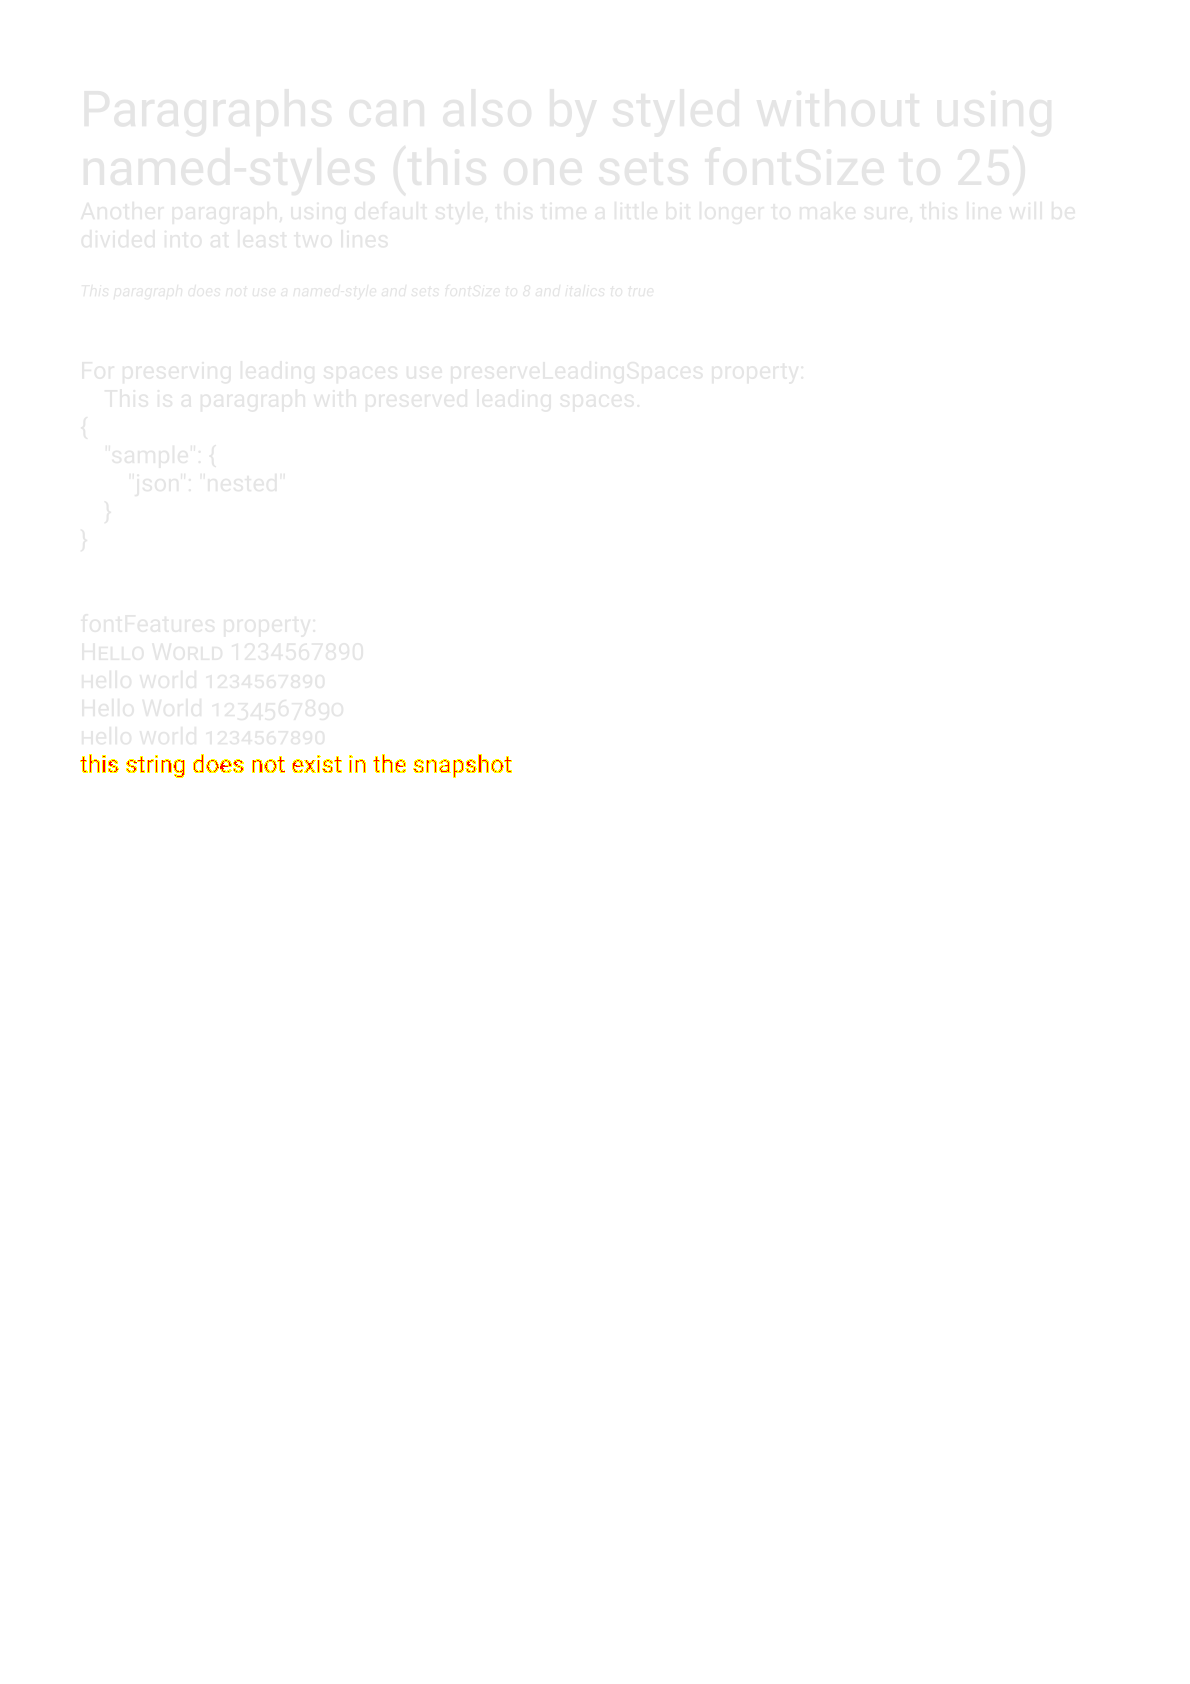 Paragraphs can also by styled without using
named-styles (this one sets fontSize to 25)
Another paragraph, using default style, this time a little bit longer to make sure, this line will be
divided into at least two lines
This paragraph does not use a named-style and sets fontSize to 8 and italics to true
For preserving leading spaces use preserveLeadingSpaces property:
    This is a paragraph with preserved leading spaces.
{
    "sample": {
        "json": "nested"
    }
}
fontFeatures property:
Hello World 1234567890
Hello World 1234567890
Hello World 1234567890
Hello World 1234567890
this string does not exist in the snapshot